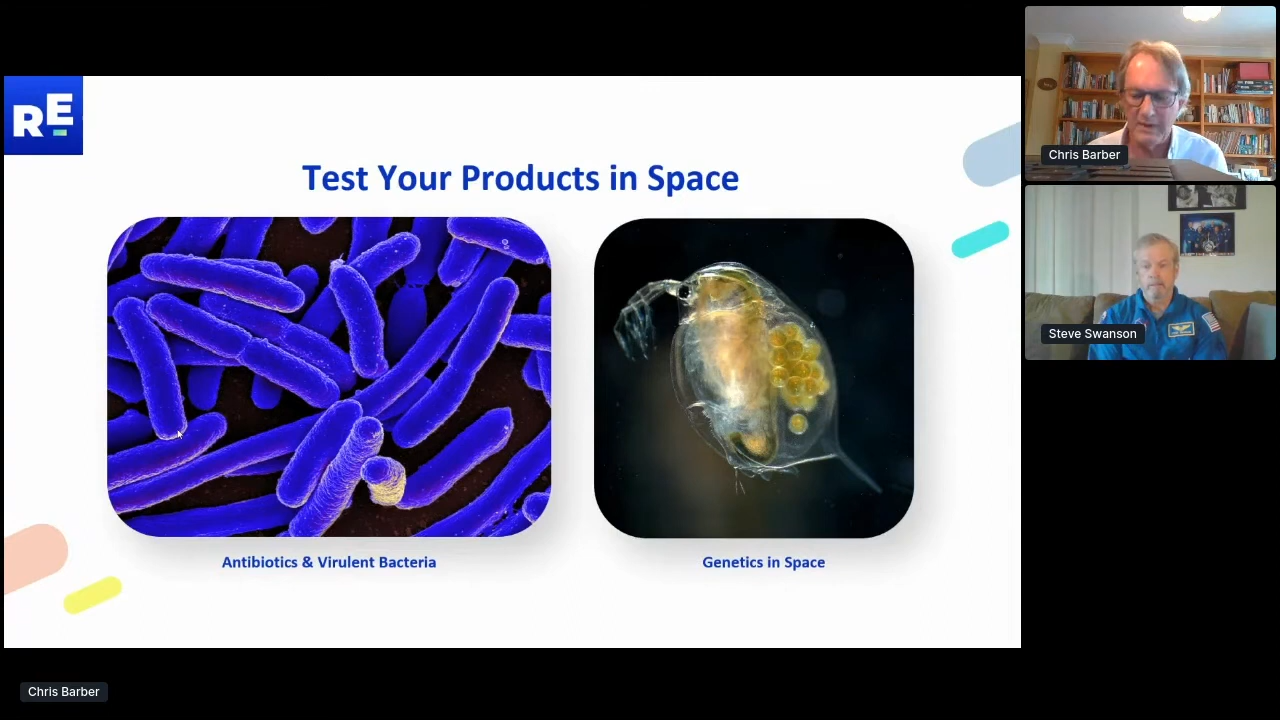 RE
Test Your Products in Space
Antibiotics & Virulent Bacteria
Genetics in Space
Chris Barber
Steve Swanson
Chris Barber